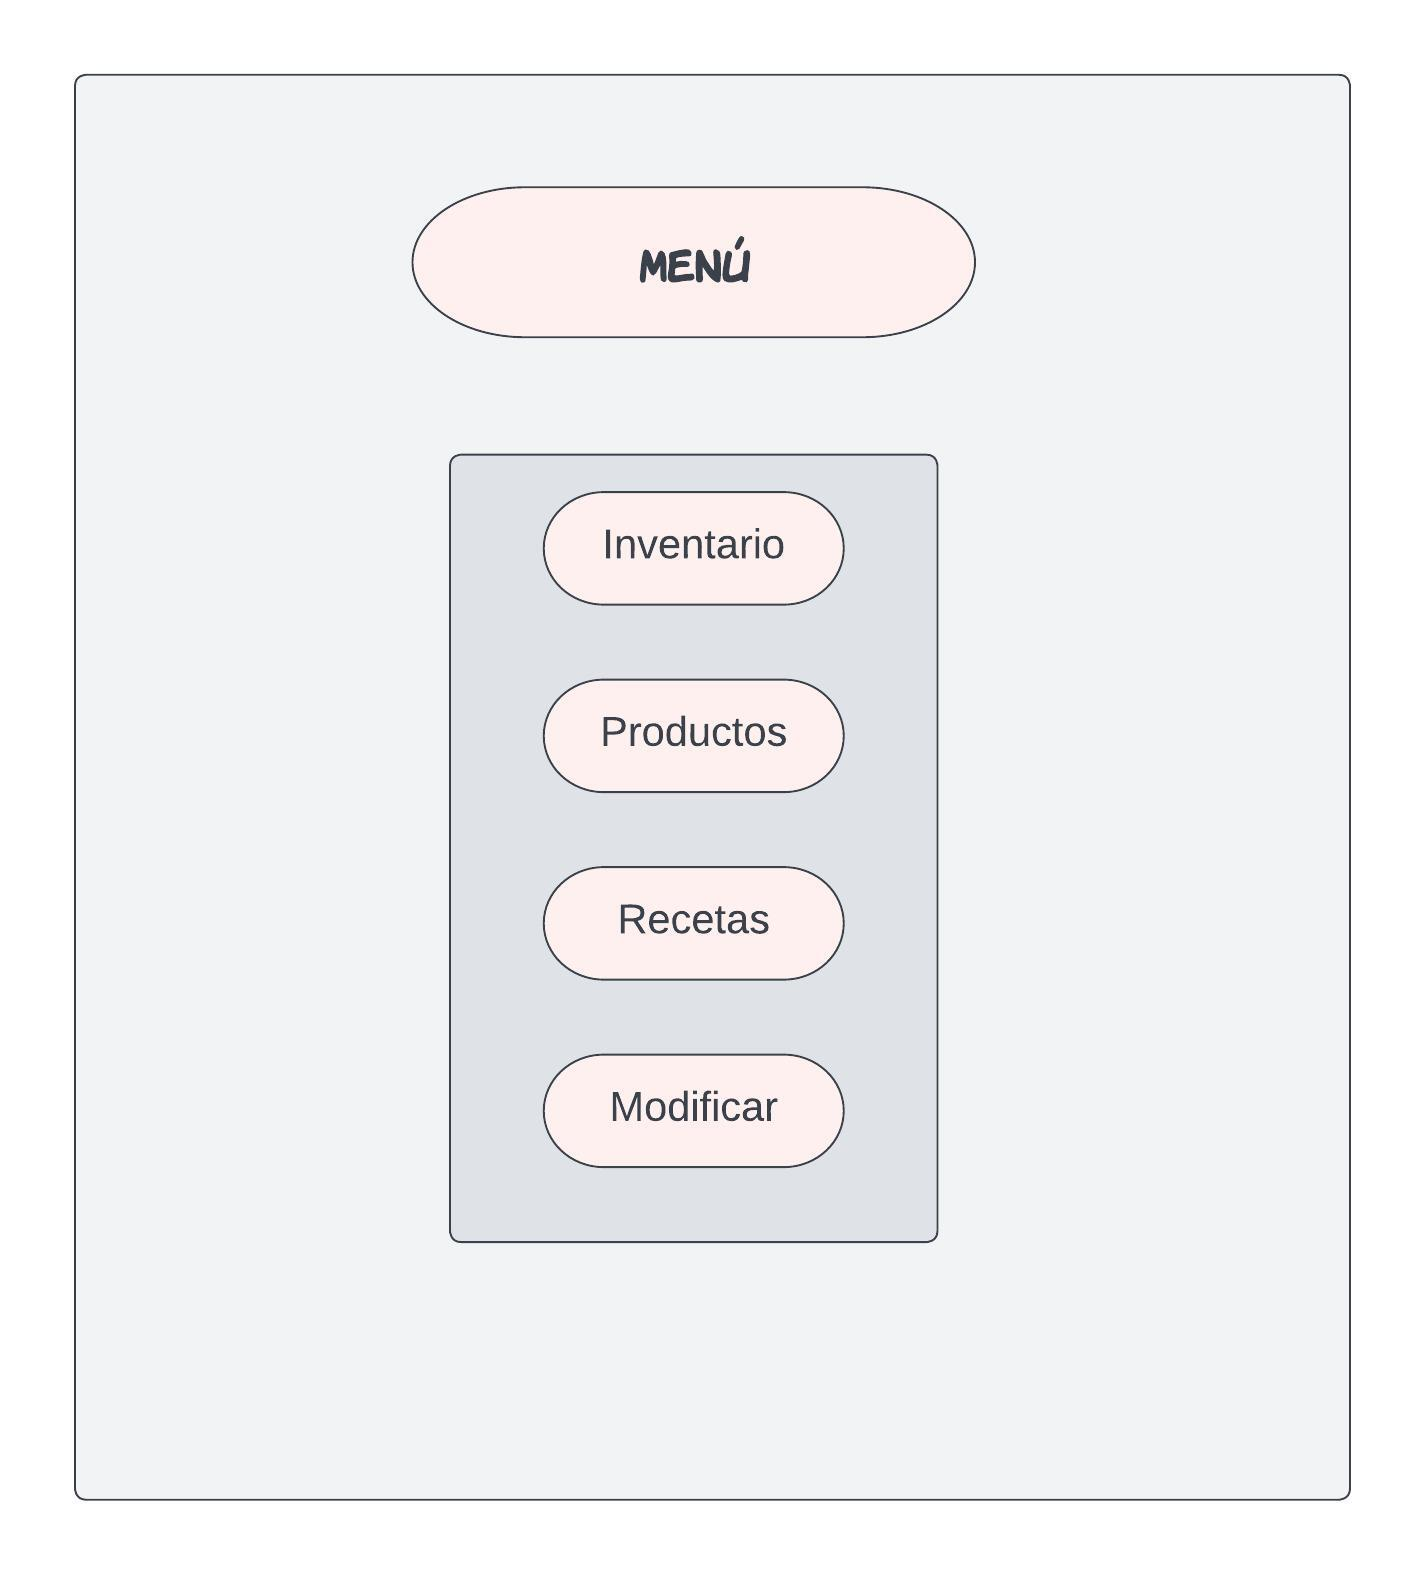 MENÚ
Inventario
Productos
Recetas
Modificar